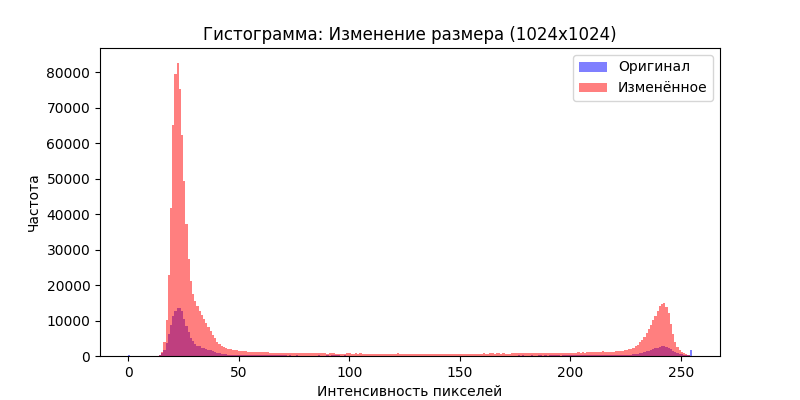 Гистограмма: Изменение размера (1024x1024)
Оригинал
Изменённое
Частота
80000
70000
60000
50000
40000
30000
20000
10000
0
0 50 100 150 200 250
Интенсивность пикселей